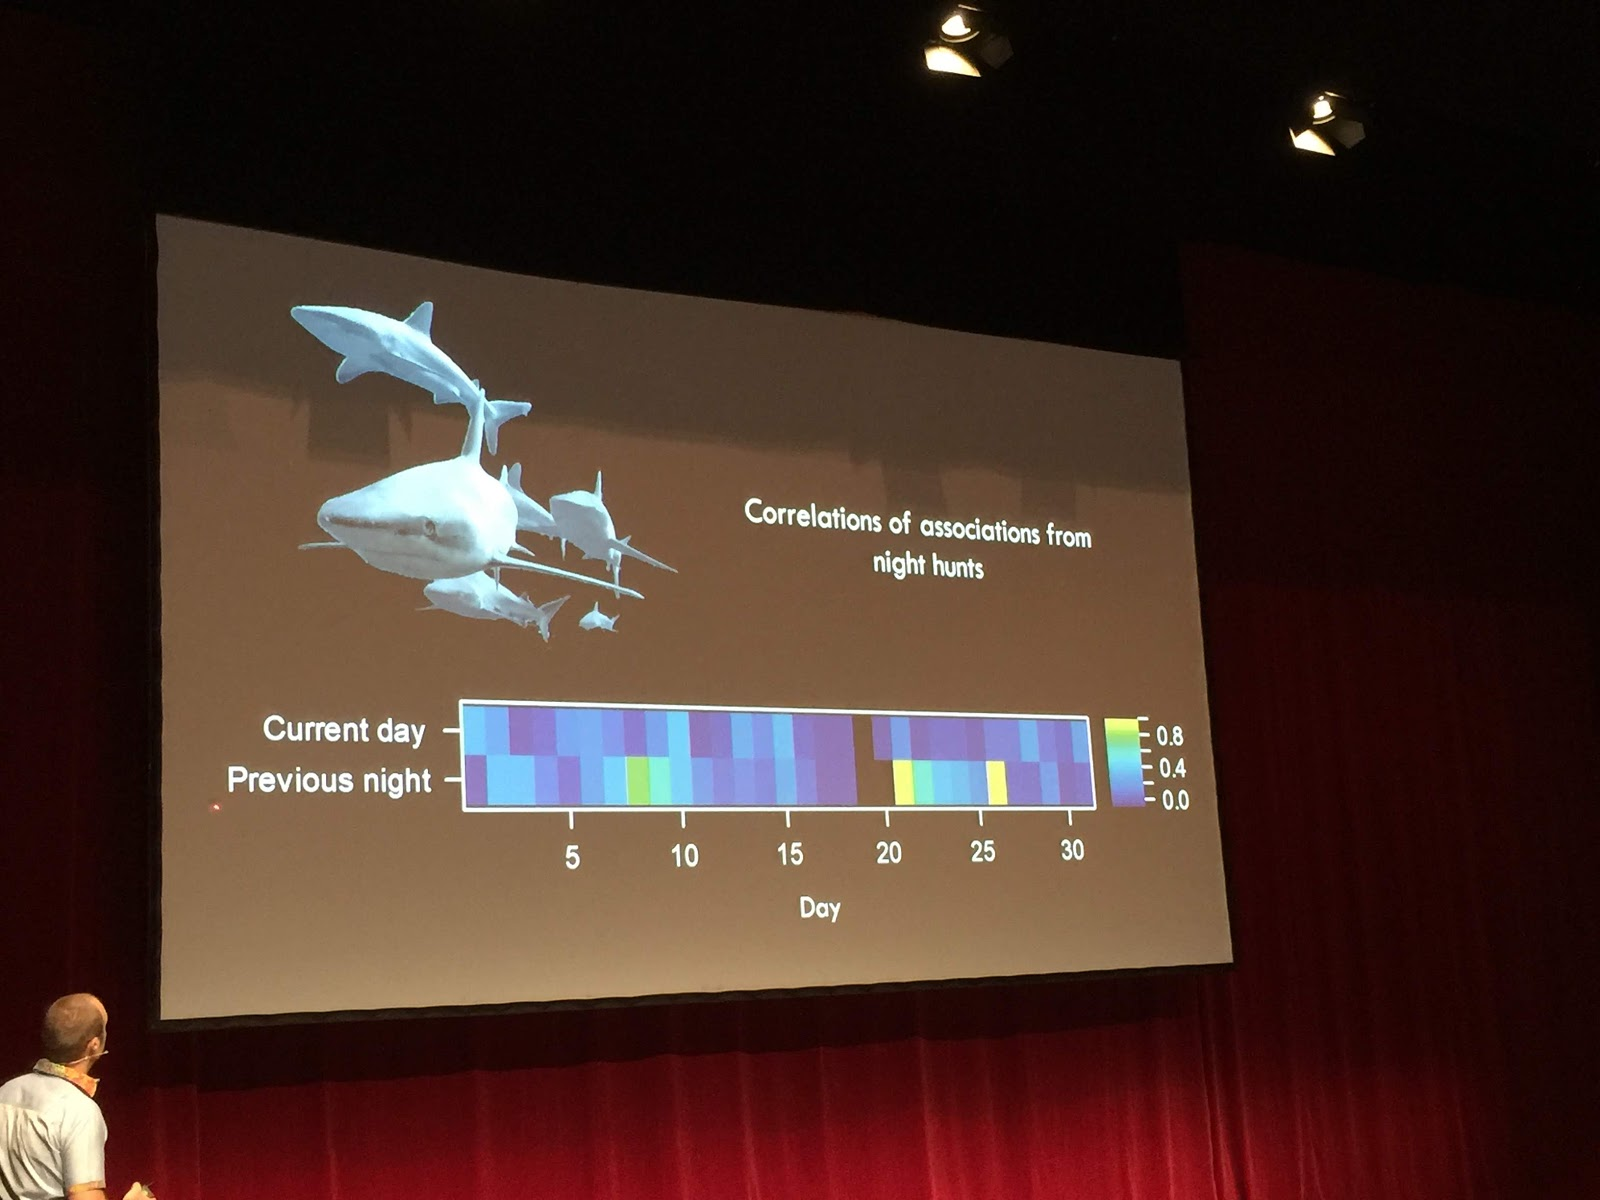 Correlations of associations from
night hunts
Current day
Previous night
0.8
0.4
0.0
5 10 15 20 25 30
Day